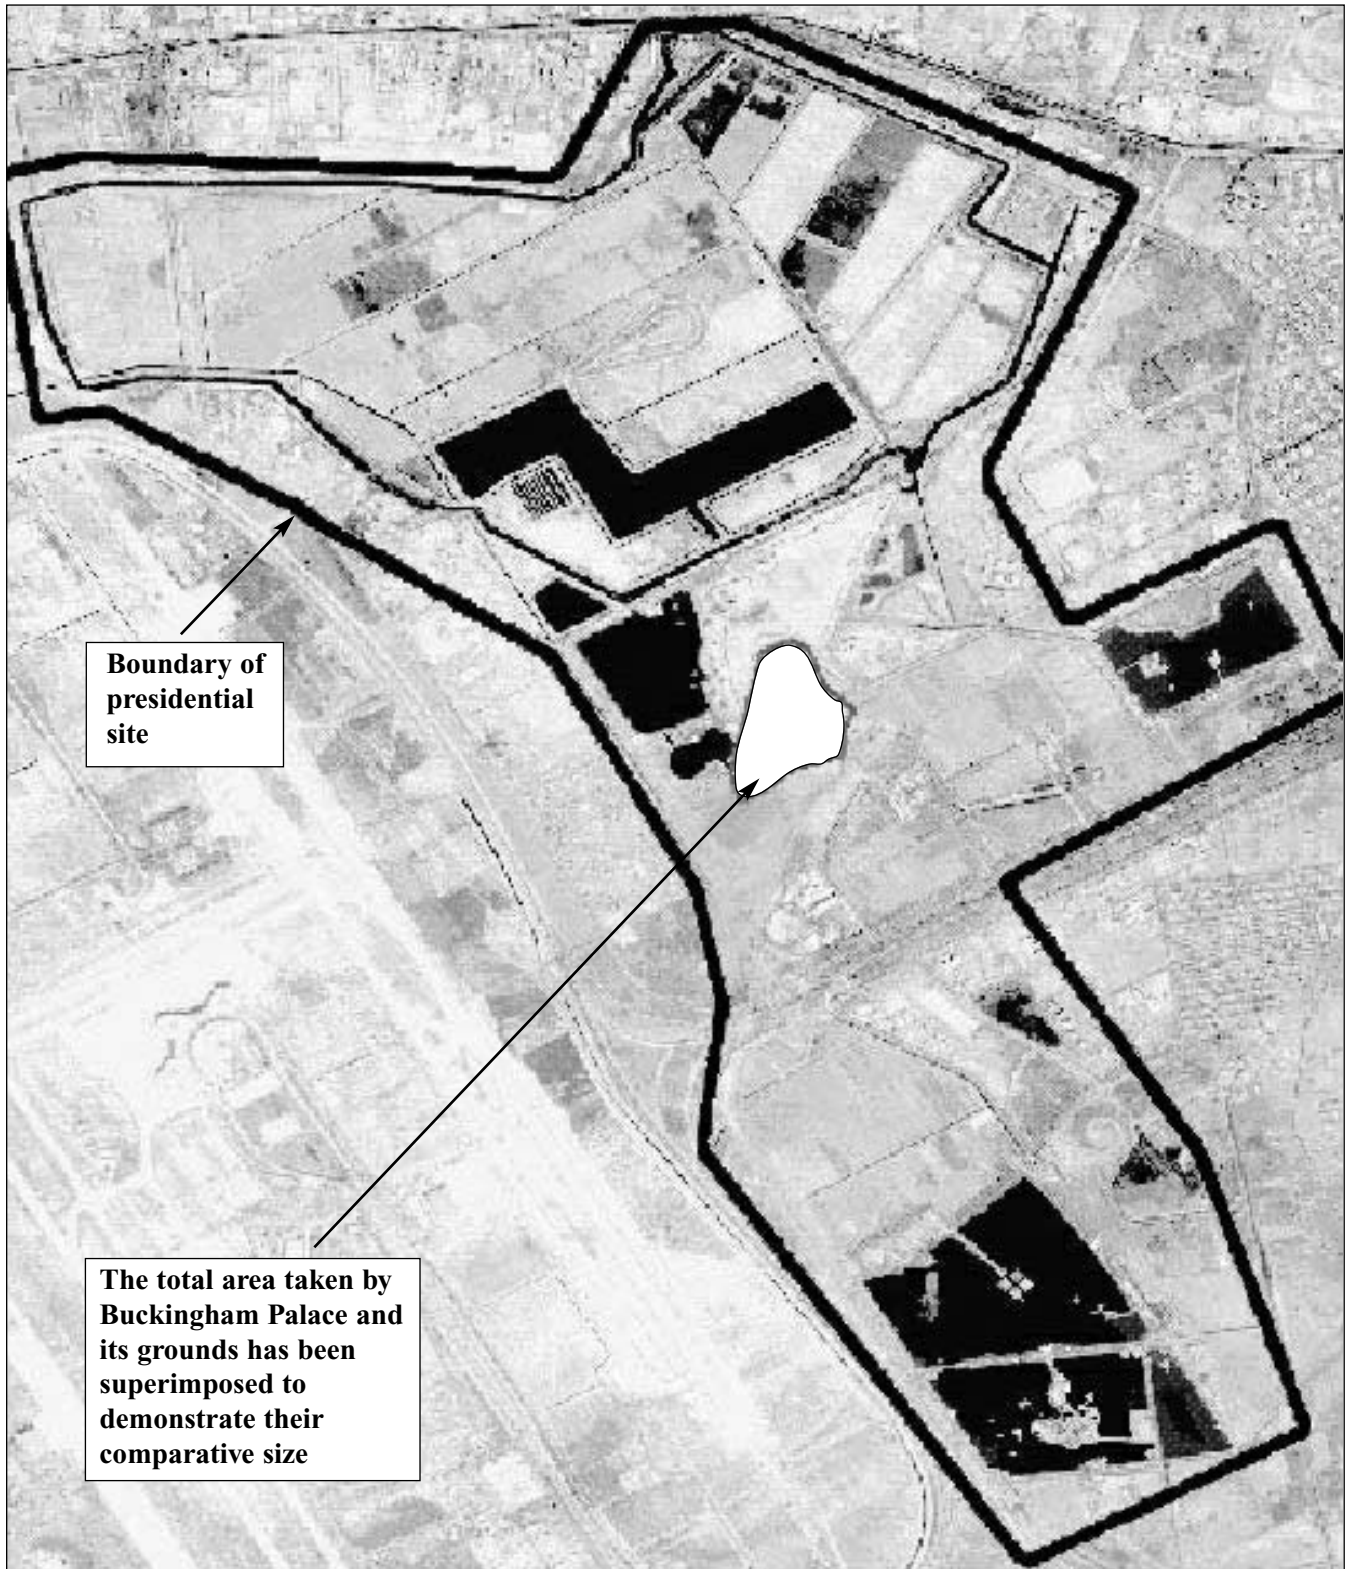 Boundary of
presidential
site
The total area taken by
Buckingham Palace and
its grounds has been
superimposed to
demonstrate their
comparative size